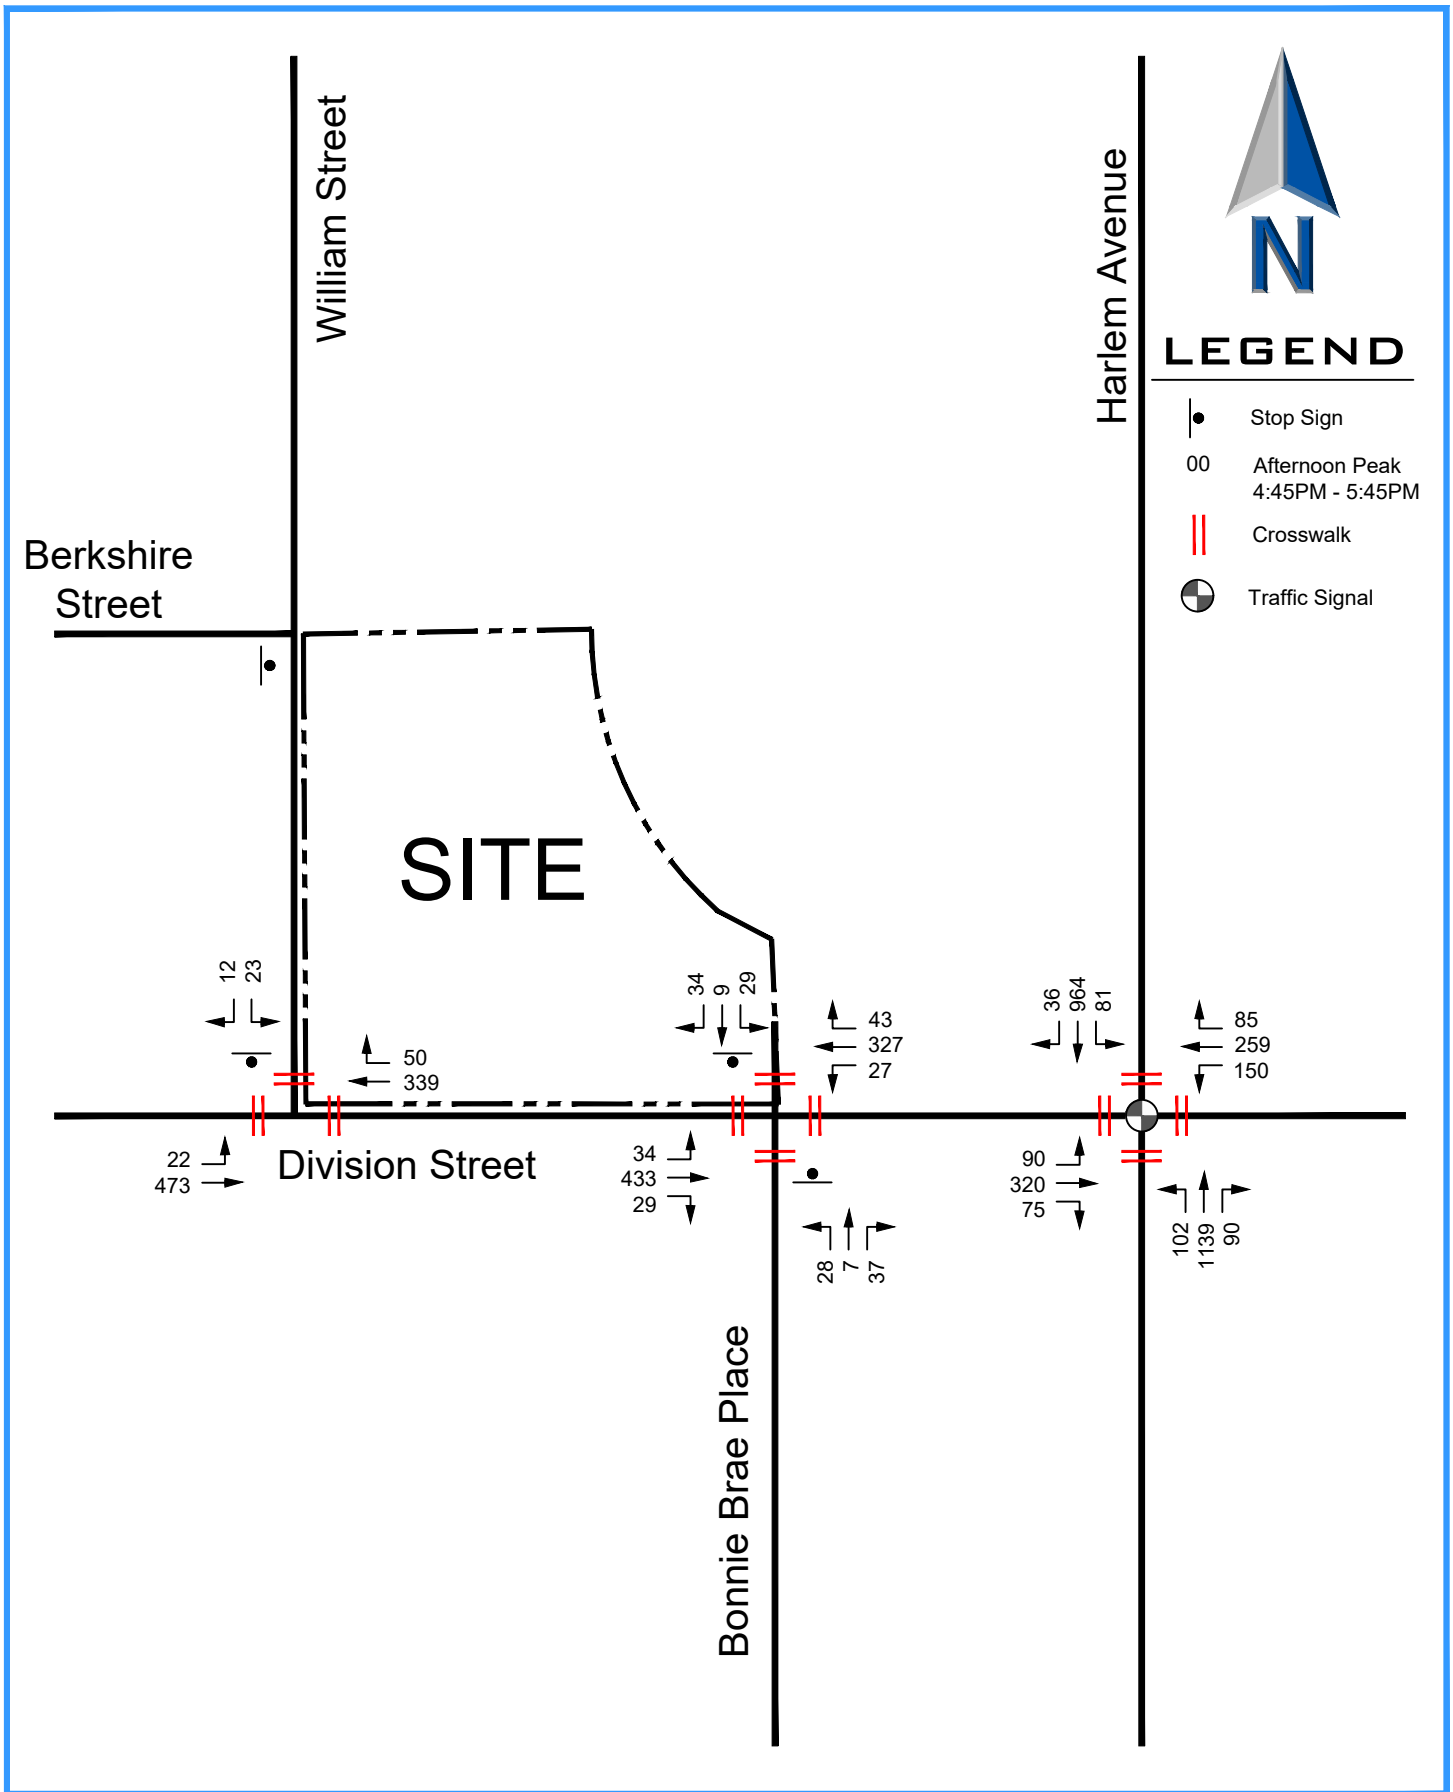 William Street
Harlem Avenue
N
LEGEND
Stop Sign
00 Afternoon Peak
4:45PM - 5:45PM
Crosswalk
Traffic Signal
Berkshire
Street
SITE
12
23
50
339
22
473
Division Street
34
9
29
43
327
27
34
433
29
28
7
37
36
964
81
85
259
150
90
320
75
102
1139
90
Bonnie Brae Place